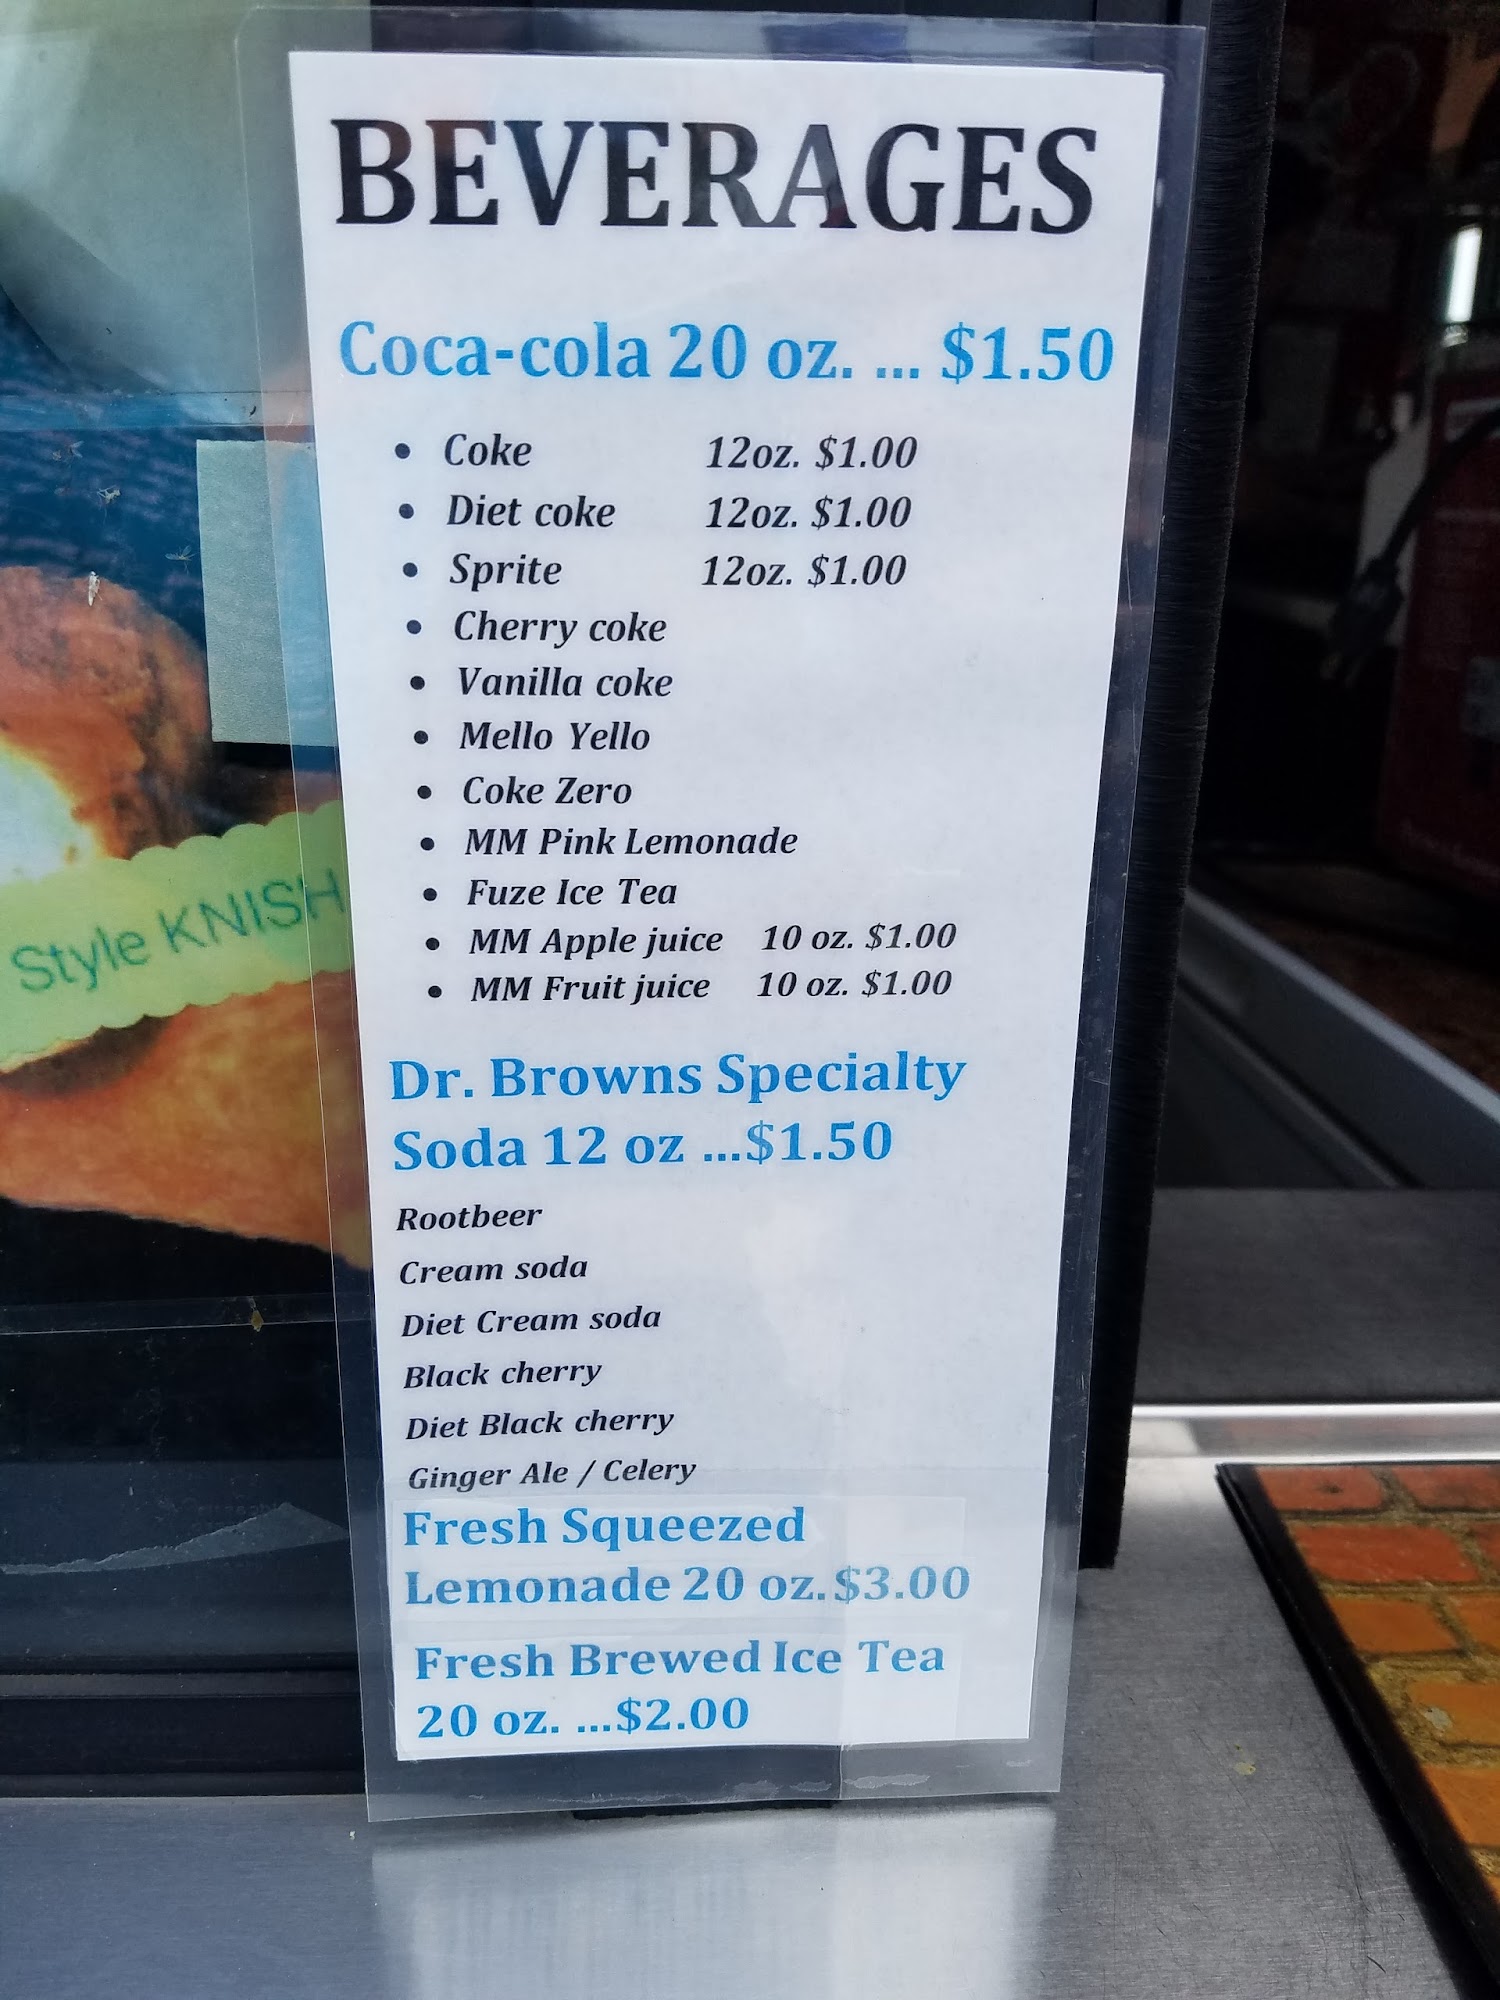 BEVERAGES
Coca-cola 20 oz. ... $1.50
• Coke 12oz. $1.00
• Diet coke 12oz. $1.00
• Sprite 12oz. $1.00
• Cherry coke
• Vanilla coke
• Mello Yello
• Coke Zero
• MM Pink Lemonade
• Fuze Ice Tea
• MM Apple juice 10 oz. $1.00
• MM Fruit juice 10 oz. $1.00
Dr. Browns Specialty
Soda 12 oz ...$1.50
Rootbeer
Cream soda
Diet Cream soda
Black cherry
Diet Black cherry
Ginger Ale / Celery
Fresh Squeezed
Lemonade 20 oz. $3.00
Fresh Brewed Ice Tea
20 oz. ...$2.00
Style KNISH